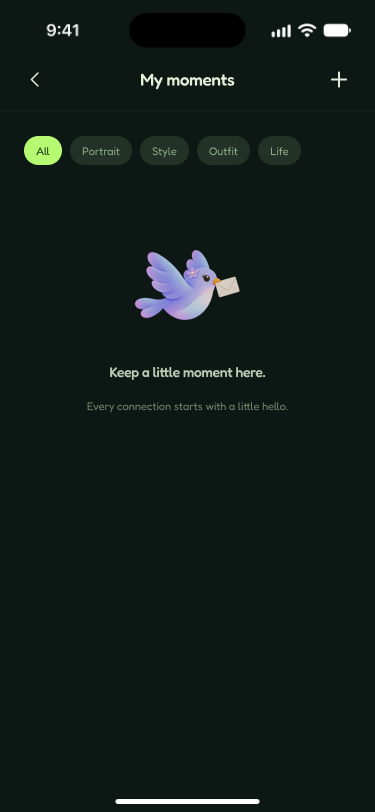 9:41
My moments
All
Portrait
Style
Outfit
Life
Keep a little moment here.
Every connection starts with a little hello.